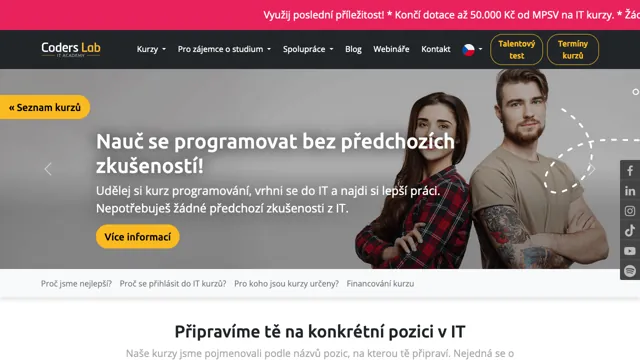 Využij poslední příležitost! * Končí dotace až 50.000 Kč od MPSV na IT kurzy. *
Coders Lab
IT ACADEMY
Kurzy
Pro zájemce o studium
Spolupráce
Blog
Webináře
Kontakt
Talentový test
Termíny kurzů
« Seznam kurzů
Nauč se programovat bez předchozích
zkušeností!
Udělej si kurz programování, vrhni se do IT a najdi si lepší práci.
Nepotřebuješ žádné předchozí zkušenosti z IT.
Více informací
Proč jsme nejlepší?
Proč se přihlásit do IT kurzů?
Pro koho jsou kurzy určeny?
Financování kurzu
Připravíme tě na konkrétní pozici v IT
Naše kurzy jsme pojmenovali podle názvů pozic, na kterou tě připraví. Nejedná se o